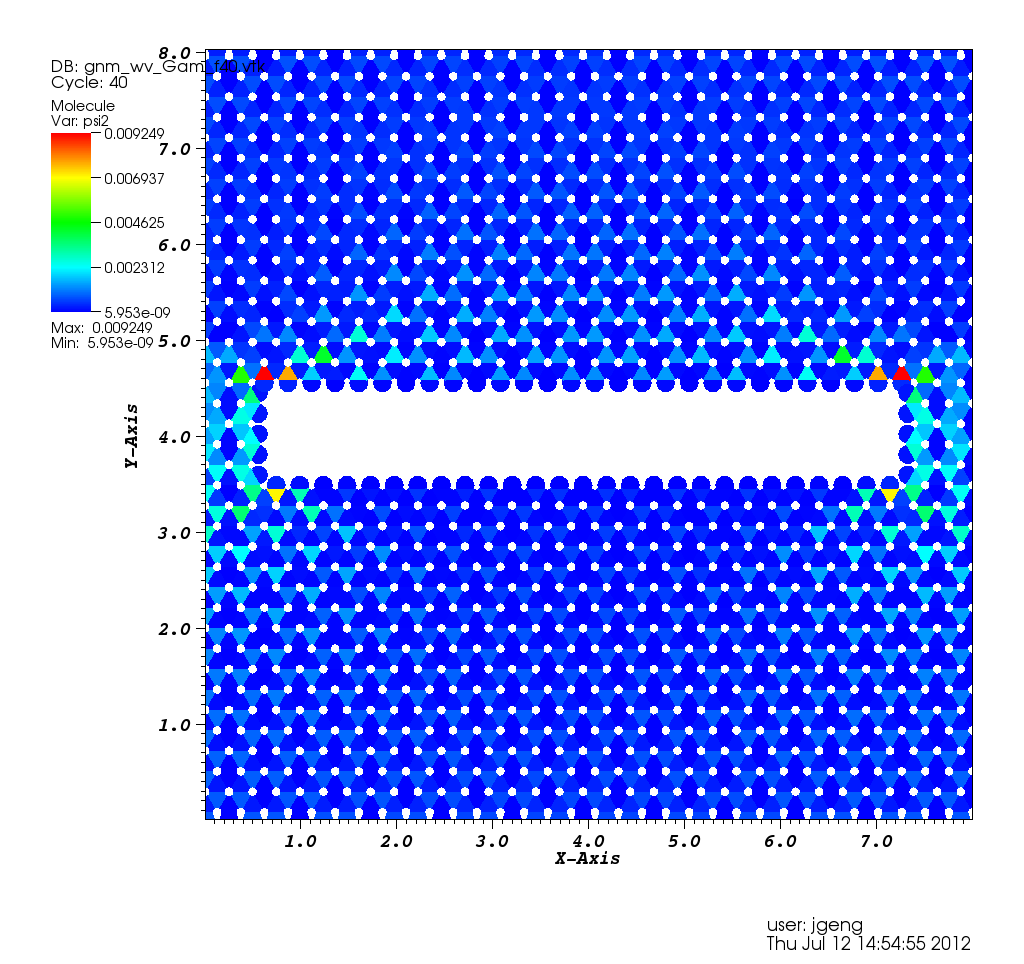 DB: gnm_wv_Gam_f40.vtk
Cycle: 40
Molecule
Var: psi2
0.009249
0.006937
0.004625
0.002312
5.953e-09
Max: 0.009249
Min: 5.953e-09
8.0
7.0
6.0
5.0
4.0
3.0
2.0
1.0
Y-Axis
1.0 2.0 3.0 4.0 5.0 6.0 7.0
X-Axis
user: jgeng
Thu Jul 12 14:54:55 2012